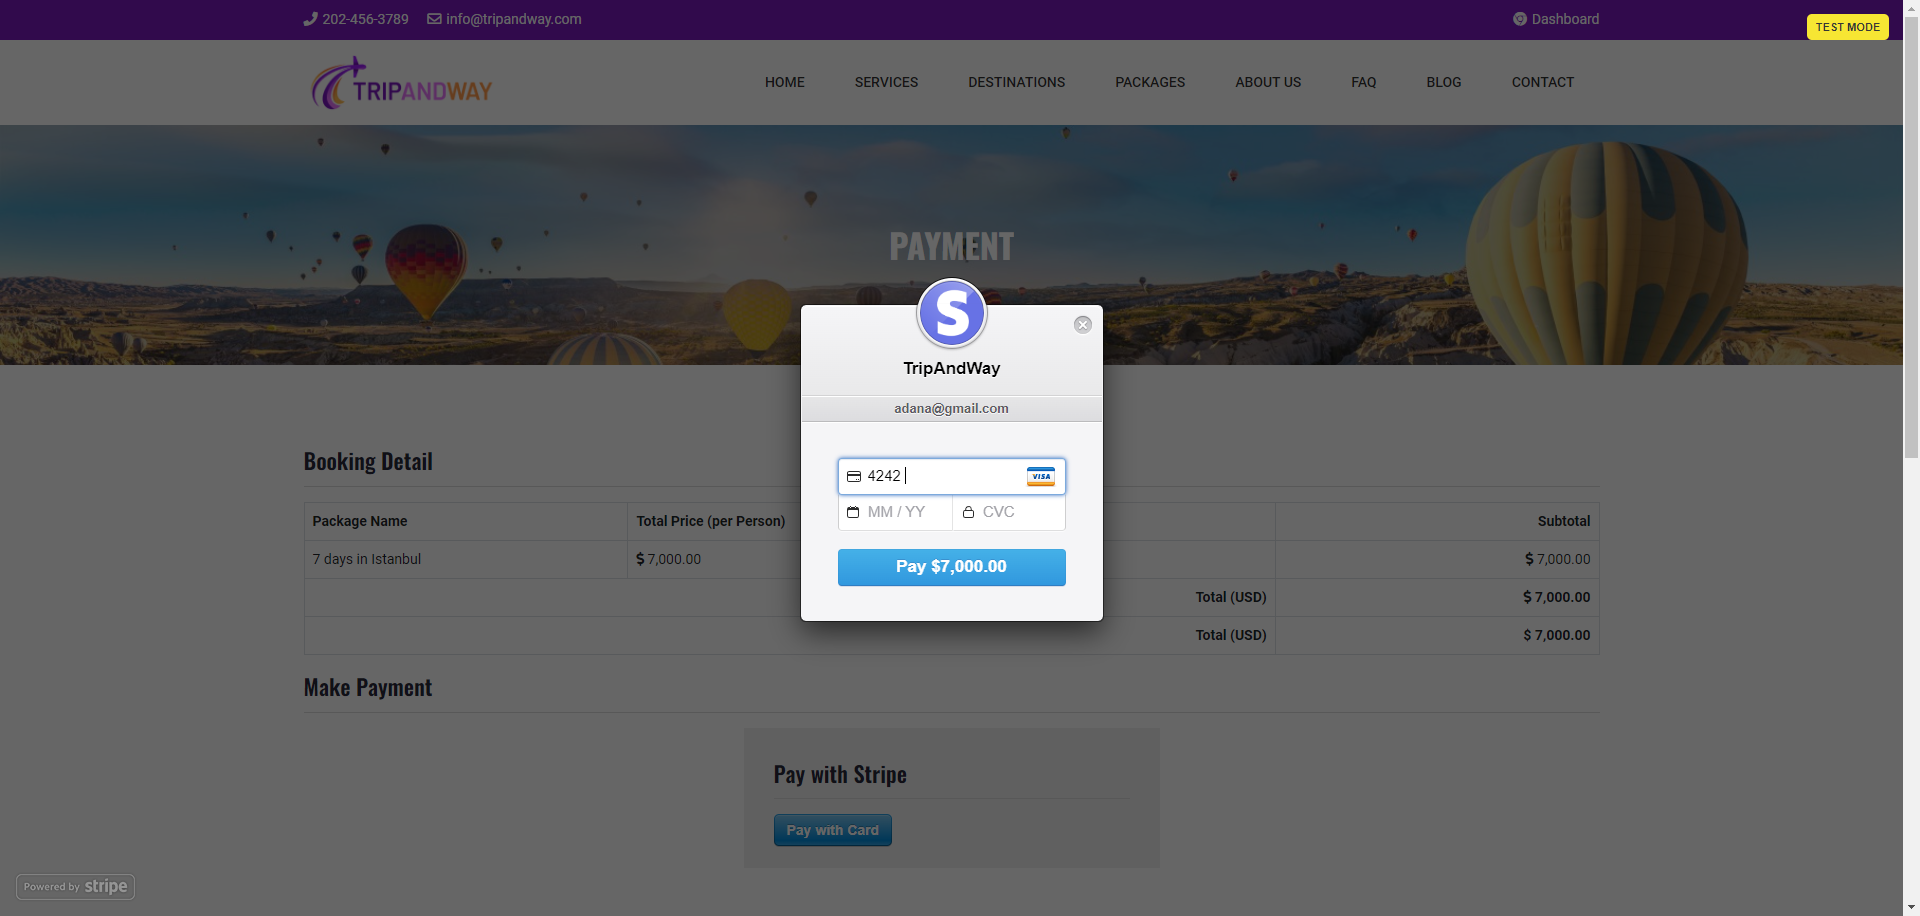 202-456-3789 info@tripandway.com Dashboard
TEST MODE
TRIPANDWAY
HOME SERVICES DESTINATIONS PACKAGES ABOUT US FAQ BLOG CONTACT
PAYMENT
S
TripAndWay
adana@gmail.com
4242 VISA
MM / YY CVC
Pay $7,000.00
Booking Detail
Package Name Total Price (per Person) Subtotal
7 days in Istanbul $ 7,000.00 $ 7,000.00
Total (USD) $ 7,000.00
Total (USD) $ 7,000.00
Make Payment
Pay with Stripe
Pay with Card
Powered by stripe